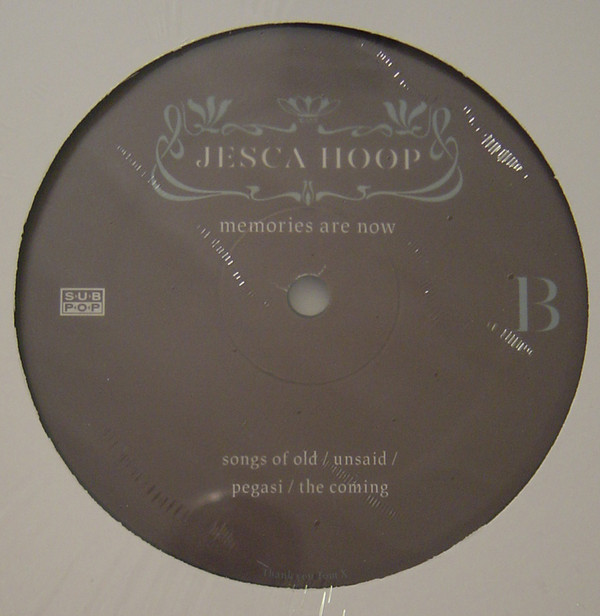 JESCA HOOP
memories are now
SUB
POP
B
songs of old / unsaid /
pegasi / the coming